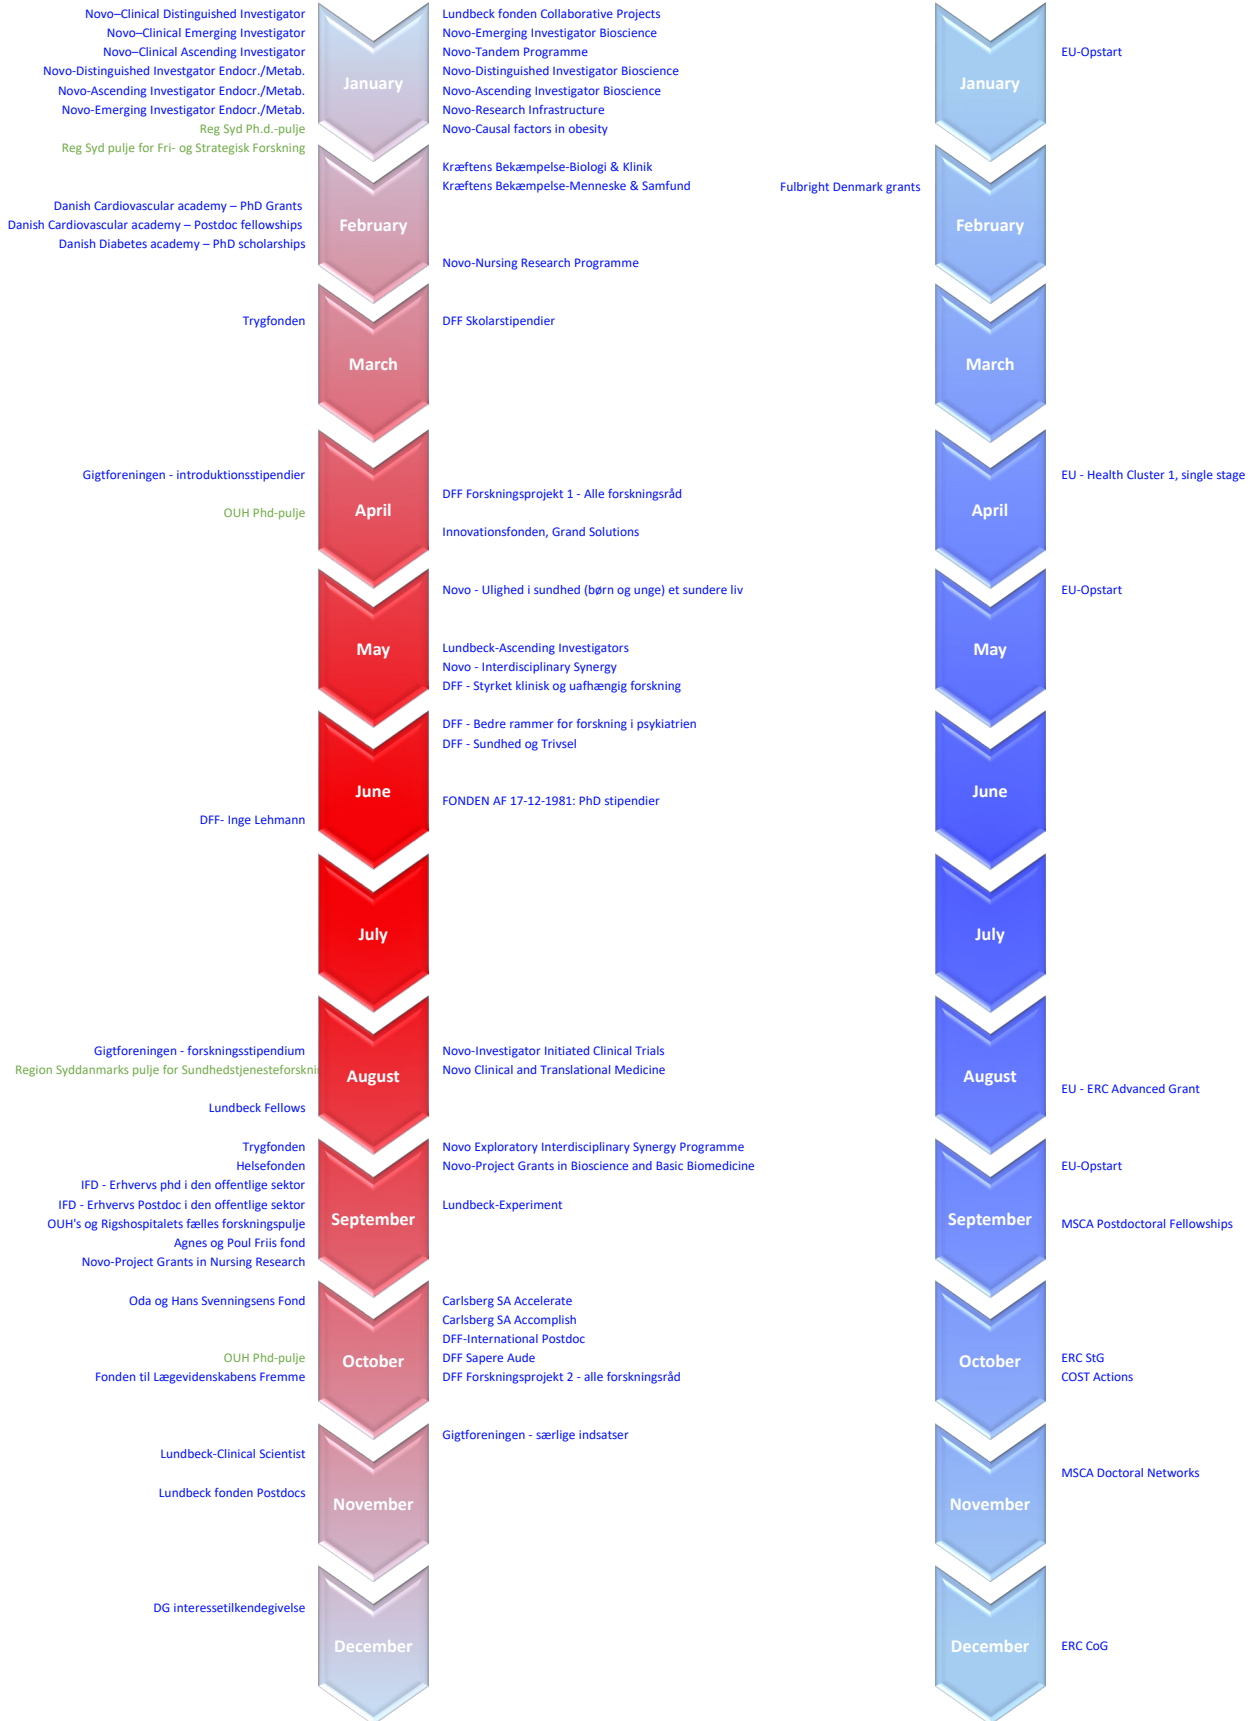 Novo–Clinical Distinguished Investigator
Novo–Clinical Emerging Investigator
Novo–Clinical Ascending Investigator
Novo-Distinguished Investgator Endocr./Metab.
Novo-Ascending Investigator Endocr./Metab.
Novo-Emerging Investigator Endocr./Metab.
Reg Syd Ph.d.-pulje
Reg Syd pulje for Fri- og Strategisk Forskning
January
Lundbeck fonden Collaborative Projects
Novo-Emerging Investigator Bioscience
Novo-Tandem Programme
Novo-Distinguished Investigator Bioscience
Novo-Ascending Investigator Bioscience
Novo-Research Infrastructure
Novo-Causal factors in obesity
Danish Cardiovascular academy – PhD Grants
Danish Cardiovascular academy – Postdoc fellowships
Danish Diabetes academy – PhD scholarships
February
Kræftens Bekæmpelse-Biologi & Klinik
Kræftens Bekæmpelse-Menneske & Samfund
Novo-Nursing Research Programme
Trygfonden
March
DFF Skolarstipendier
Gigtforeningen - introduktionsstipendier
OUH Phd-pulje
April
DFF Forskningsprojekt 1 - Alle forskningsråd
Innovationsfonden, Grand Solutions
May
Novo - Ulighed i sundhed (børn og unge) et sundere liv
Lundbeck-Ascending Investigators
Novo - Interdisciplinary Synergy
DFF - Styrket klinisk og uafhængig forskning
DFF- Inge Lehmann
June
DFF - Bedre rammer for forskning i psykiatrien
DFF - Sundhed og Trivsel
FONDEN AF 17-12-1981: PhD stipendier
July
Gigtforeningen - forskningsstipendium
Region Syddanmarks pulje for Sundhedstjenesteforskni
Lundbeck Fellows
August
Novo-Investigator Initiated Clinical Trials
Novo Clinical and Translational Medicine
Trygfonden
Helsefonden
IFD - Erhvervs phd i den offentlige sektor
IFD - Erhvervs Postdoc i den offentlige sektor
OUH's og Rigshospitalets fælles forskningspulje
Agnes og Poul Friis fond
Novo-Project Grants in Nursing Research
September
Novo Exploratory Interdisciplinary Synergy Programme
Novo-Project Grants in Bioscience and Basic Biomedicine
Lundbeck-Experiment
Oda og Hans Svenningsens Fond
OUH Phd-pulje
Fonden til Lægevidenskabens Fremme
October
Carlsberg SA Accelerate
Carlsberg SA Accomplish
DFF-International Postdoc
DFF Sapere Aude
DFF Forskningsprojekt 2 - alle forskningsråd
Lundbeck-Clinical Scientist
Lundbeck fonden Postdocs
November
Gigtforeningen - særlige indsatser
DG interessetilkendegivelse
December
January
EU-Opstart
Fulbright Denmark grants
February
March
April
EU - Health Cluster 1, single stage
May
EU-Opstart
June
July
August
EU - ERC Advanced Grant
September
EU-Opstart
MSCA Postdoctoral Fellowships
October
ERC StG
COST Actions
November
MSCA Doctoral Networks
December
ERC CoG